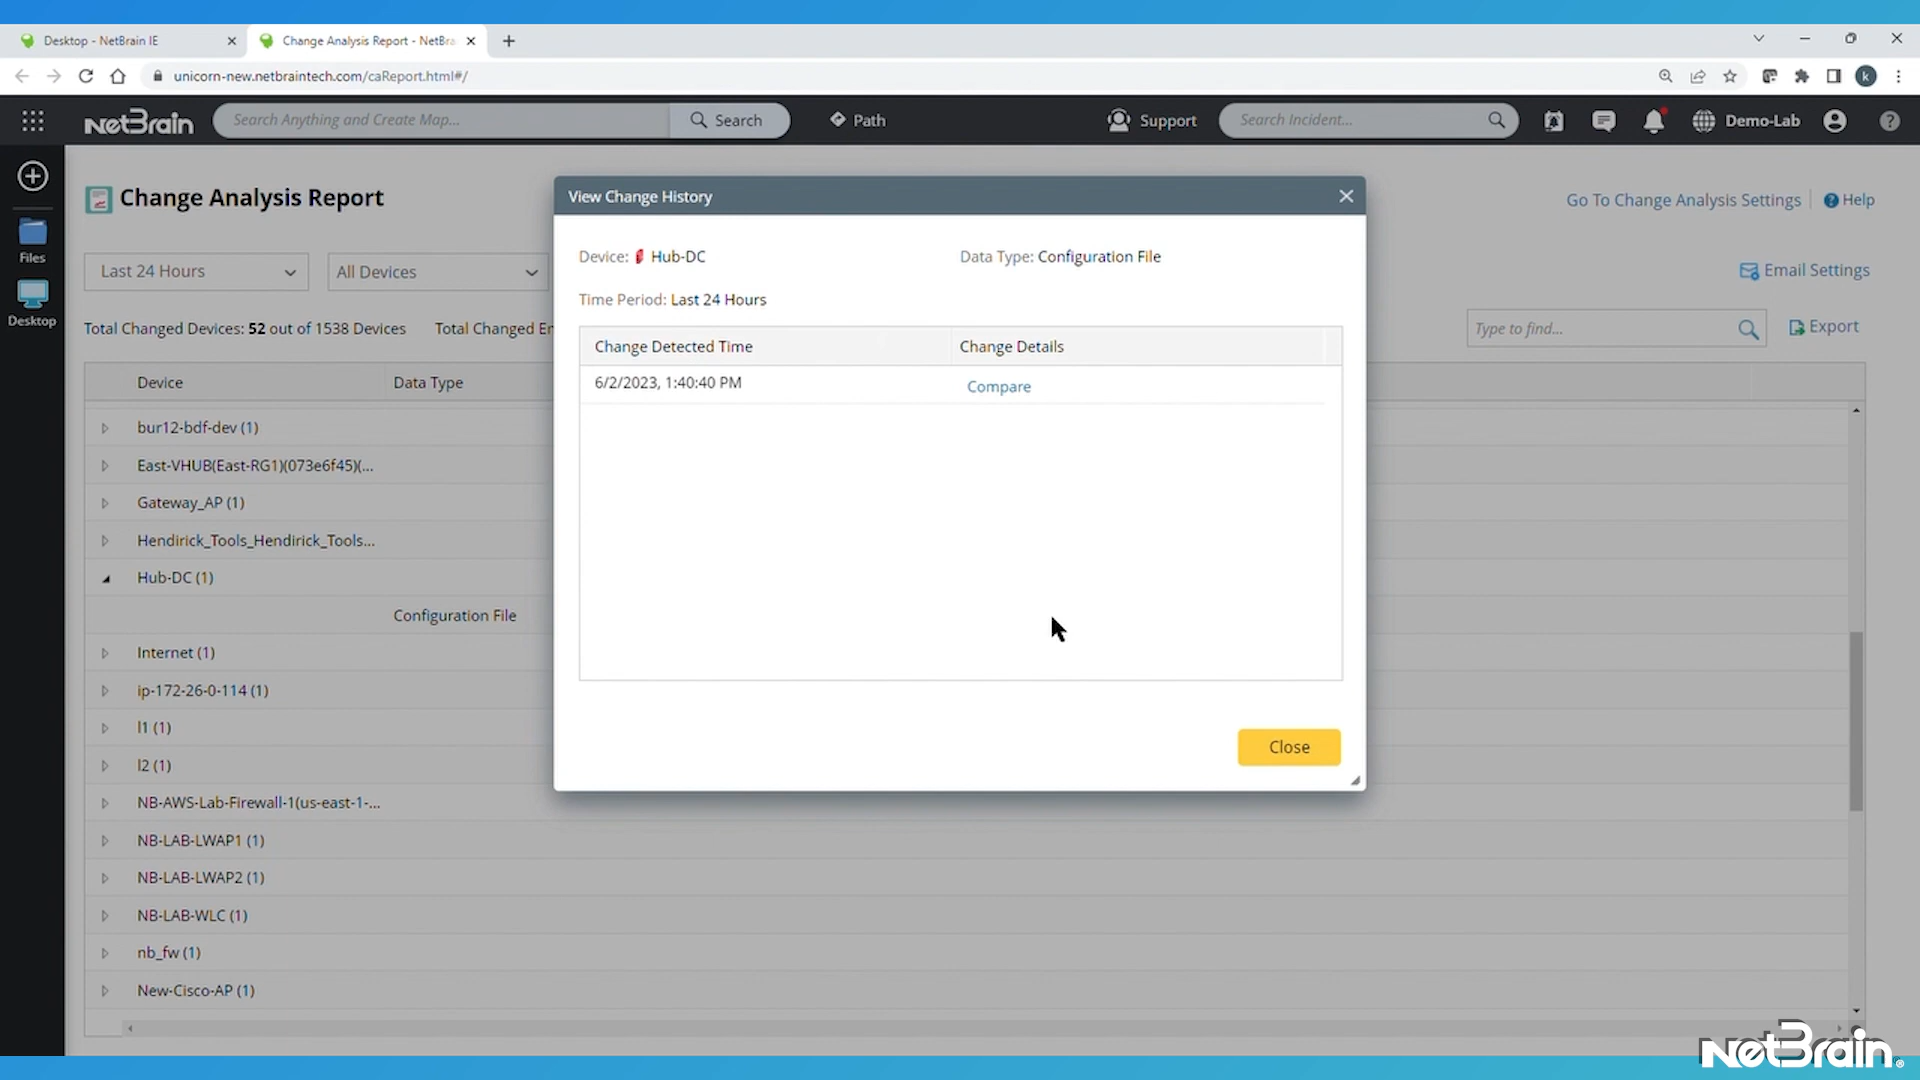 Desktop - NetBrain IE
Change Analysis Report - NetBra
unicorn-new.netbraintech.com/caReport.html#/
k
NetBrain
Search Anything and Create Map...
Search
Path
Support
Search Incident...
Demo-Lab
Files
Desktop
Change Analysis Report
Go To Change Analysis Settings
Help
Last 24 Hours
All Devices
Email Settings
Total Changed Devices: 52 out of 1538 Devices
Total Changed En
Type to find...
Export
Device
Data Type
bur12-bdf-dev (1)
East-VHUB(East-RG1)(073e6f45)(...
Gateway_AP (1)
Hendirick_Tools_Hendirick_Tools...
Hub-DC (1)
Configuration File
Internet (1)
ip-172-26-0-114 (1)
l1 (1)
l2 (1)
NB-AWS-Lab-Firewall-1(us-east-1-...
NB-LAB-LWAP1 (1)
NB-LAB-LWAP2 (1)
NB-LAB-WLC (1)
nb_fw (1)
New-Cisco-AP (1)
View Change History
Device: Hub-DC
Data Type: Configuration File
Time Period: Last 24 Hours
Change Detected Time
Change Details
6/2/2023, 1:40:40 PM
Compare
Close
NetBrain